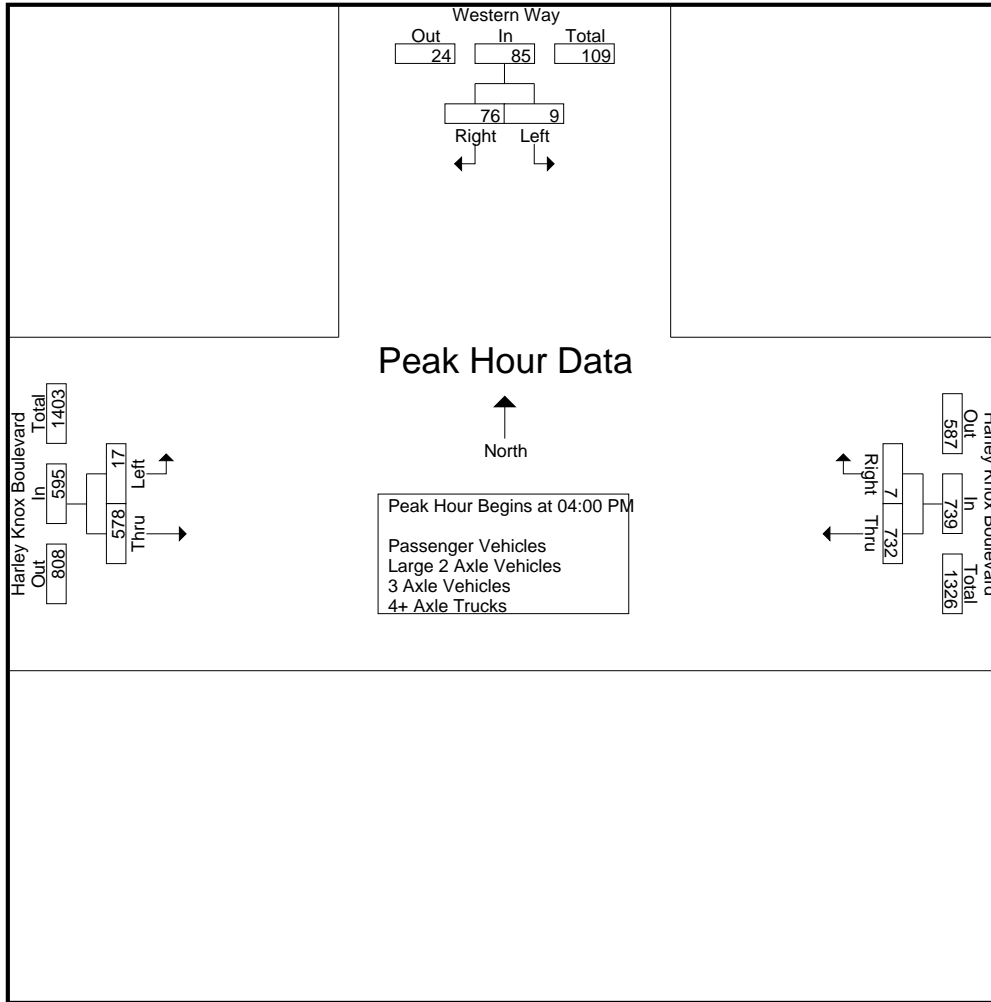 Western Way
Out In Total
24 85 109
76 9
Right Left
Peak Hour Data
North
Peak Hour Begins at 04:00 PM
Passenger Vehicles
Large 2 Axle Vehicles
3 Axle Vehicles
4+ Axle Trucks
Harley Knox Boulevard
Out In Total
808 595 1403
17 578
Left Thru
Harley Knox Boulevard
Out In Total
587 739 1326
Right Thru
7 732